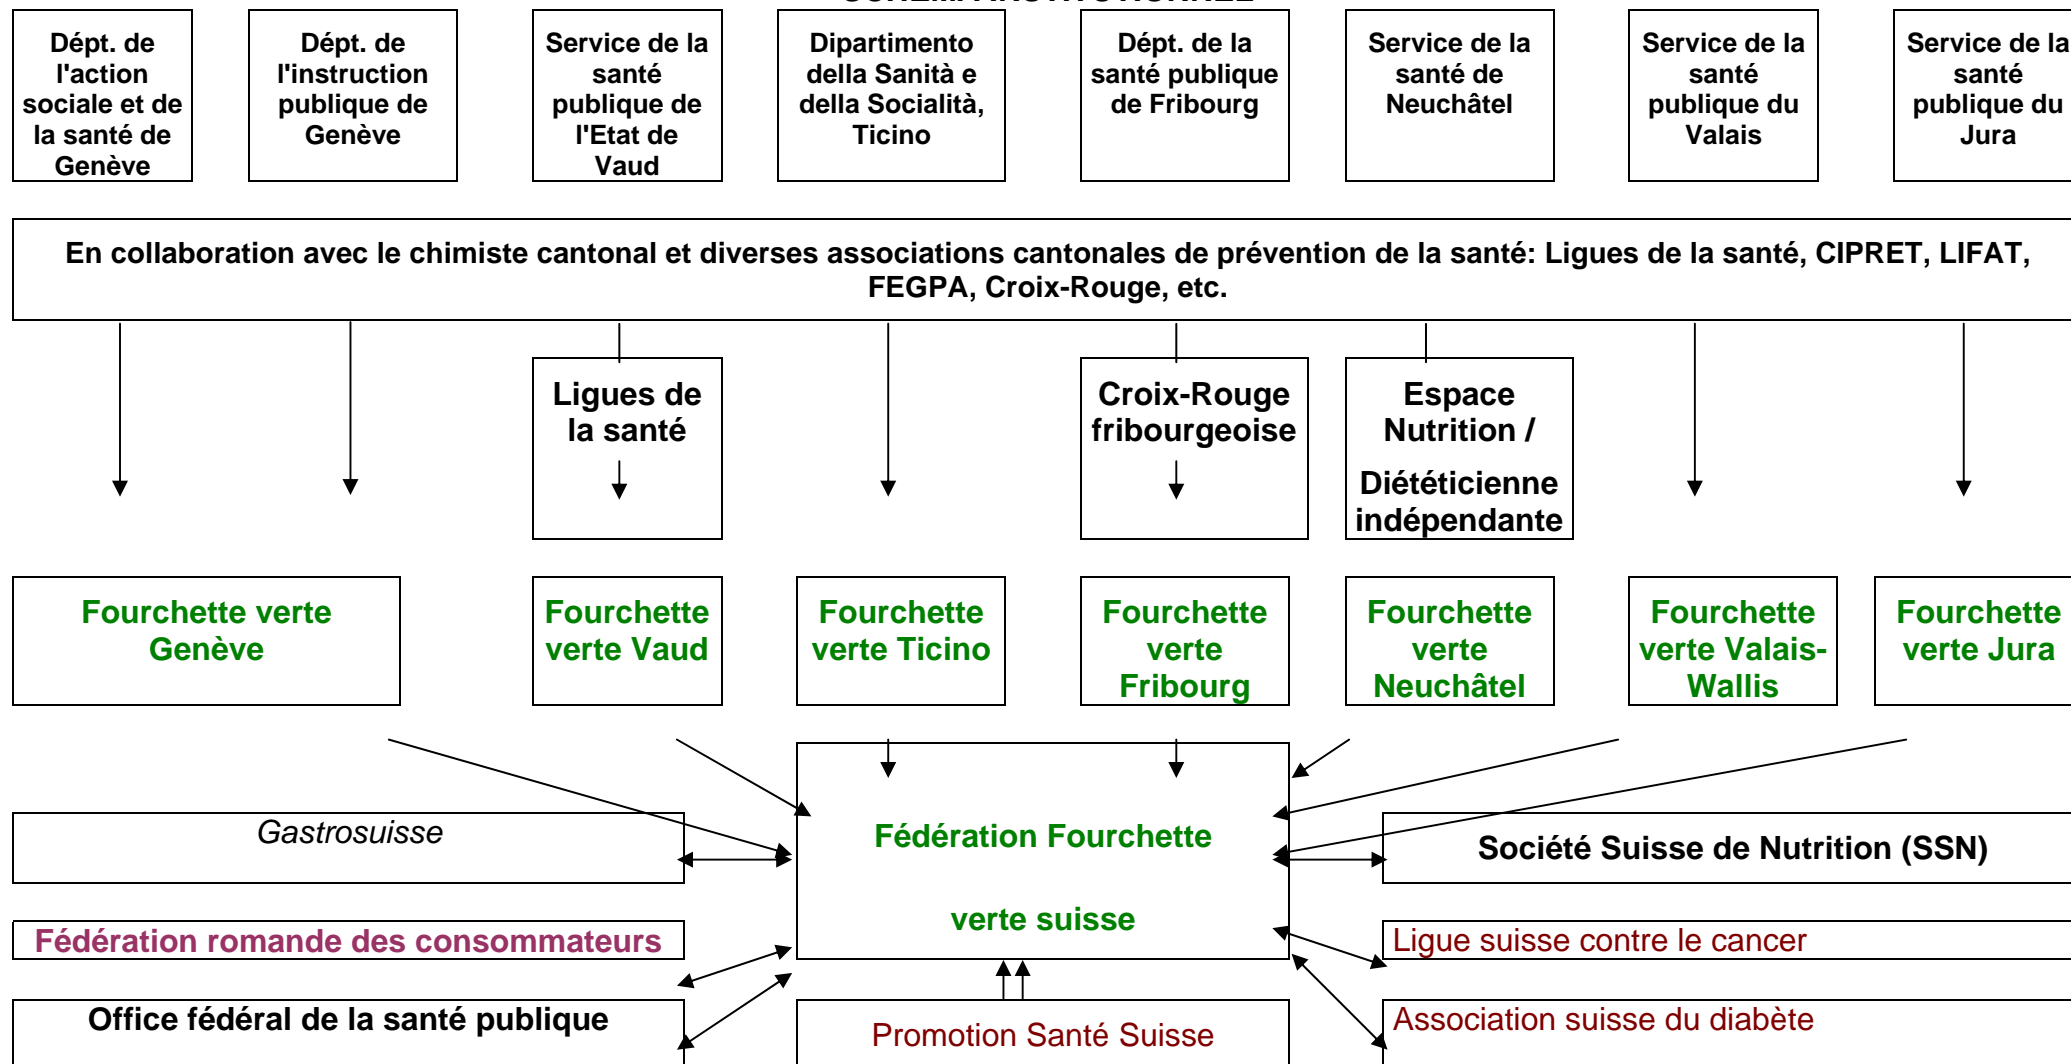 Dépt. de
l'action
sociale et de
la santé de
Genève
Dépt. de
l'instruction
publique de
Genève
Service de la
santé
publique de
l'Etat de
Vaud
Dipartimento
della Sanità e
della Socialità,
Ticino
Dépt. de la
santé publique
de Fribourg
Service de la
santé de
Neuchâtel
Service de la
santé
publique du
Valais
Service de la
santé
publique du
Jura
En collaboration avec le chimiste cantonal et diverses associations cantonales de prévention de la santé: Ligues de la santé, CIPRET, LIFAT,
FEGPA, Croix-Rouge, etc.
Ligues de
la santé
Croix-Rouge
fribourgeoise
Espace
Nutrition /
Diététicienne
indépendante
Fourchette verte
Genève
Fourchette
verte Vaud
Fourchette
verte Ticino
Fourchette
verte
Fribourg
Fourchette
verte
Neuchâtel
Fourchette
verte Valais-
Wallis
Fourchette
verte Jura
Gastrosuisse
Fédération Fourchette
verte suisse
Société Suisse de Nutrition (SSN)
Fédération romande des consommateurs
Ligue suisse contre le cancer
Office fédéral de la santé publique
Promotion Santé Suisse
Association suisse du diabète